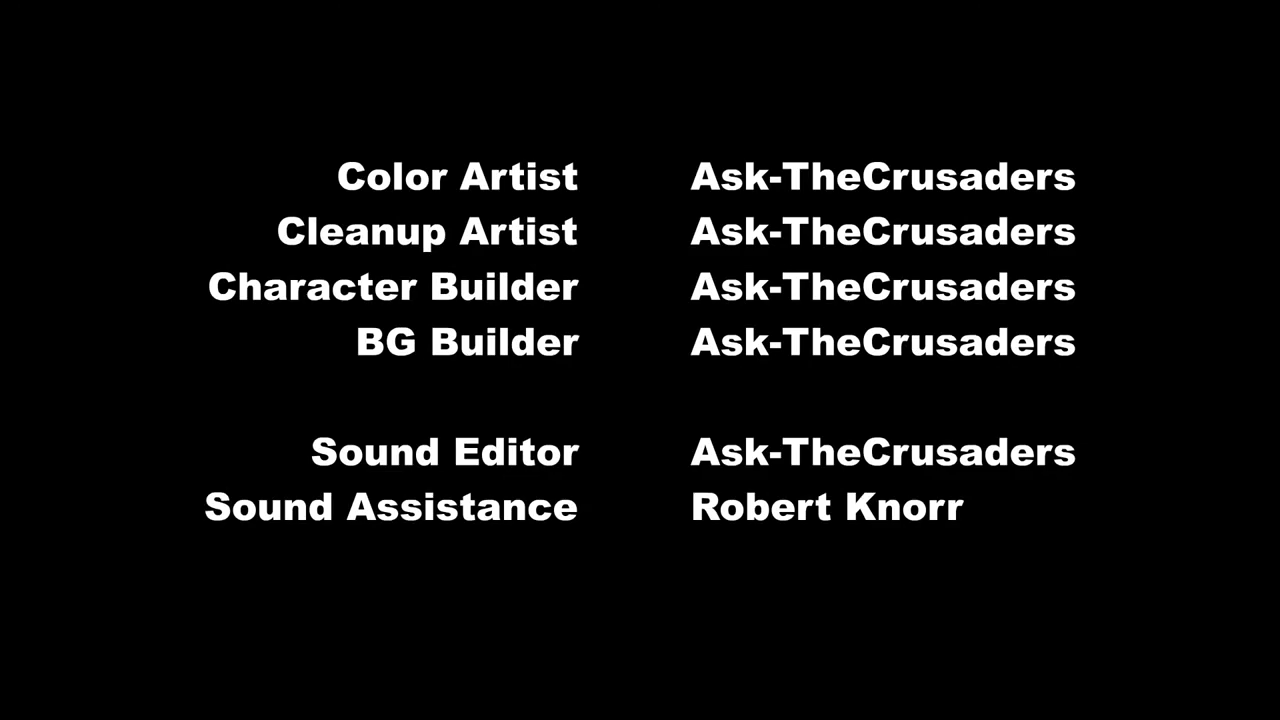 Color Artist Ask-TheCrusaders
Cleanup Artist Ask-TheCrusaders
Character Builder Ask-TheCrusaders
BG Builder Ask-TheCrusaders
Sound Editor Ask-TheCrusaders
Sound Assistance Robert Knorr